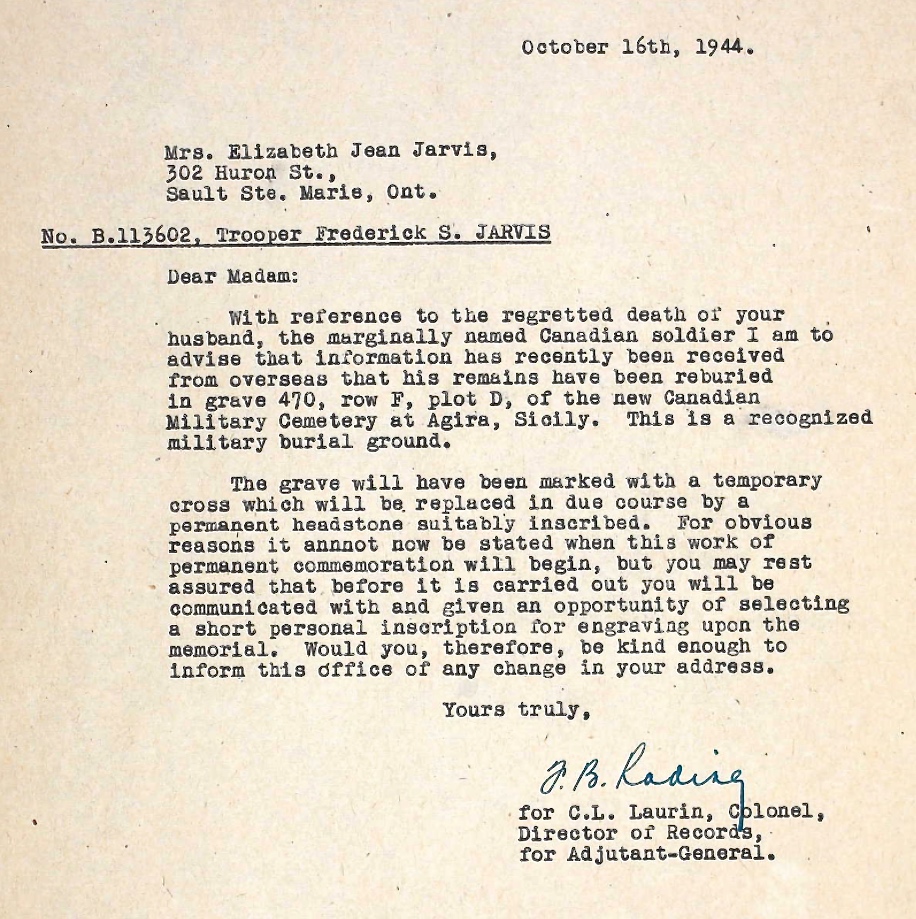 October 16th, 1944.
Mrs. Elizabeth Jean Jarvis,
302 Huron St.,
Sault Ste. Marie, Ont.
No. B.113602, Trooper Frederick S. JARVIS
Dear Madam:
With reference to the regretted death of your
husband, the marginally named Canadian soldier I am to
advise that information has recently been received
from overseas that his remains have been reburied
in grave 470, row F, plot D, of the new Canadian
Military Cemetery at Agira, Sicily. This is a recognized
military burial ground.
The grave will have been marked with a temporary
cross which will be replaced in due course by a
permanent headstone suitably inscribed. For obvious
reasons it annnot now be stated when this work of
permanent commemoration will begin, but you may rest
assured that before it is carried out you will be
communicated with and given an opportunity of selecting
a short personal inscription for engraving upon the
memorial. Would you, therefore, be kind enough to
inform this office of any change in your address.
Yours truly,
F.B. Rading
for C.L. Laurin, Colonel,
Director of Records,
for Adjutant-General.